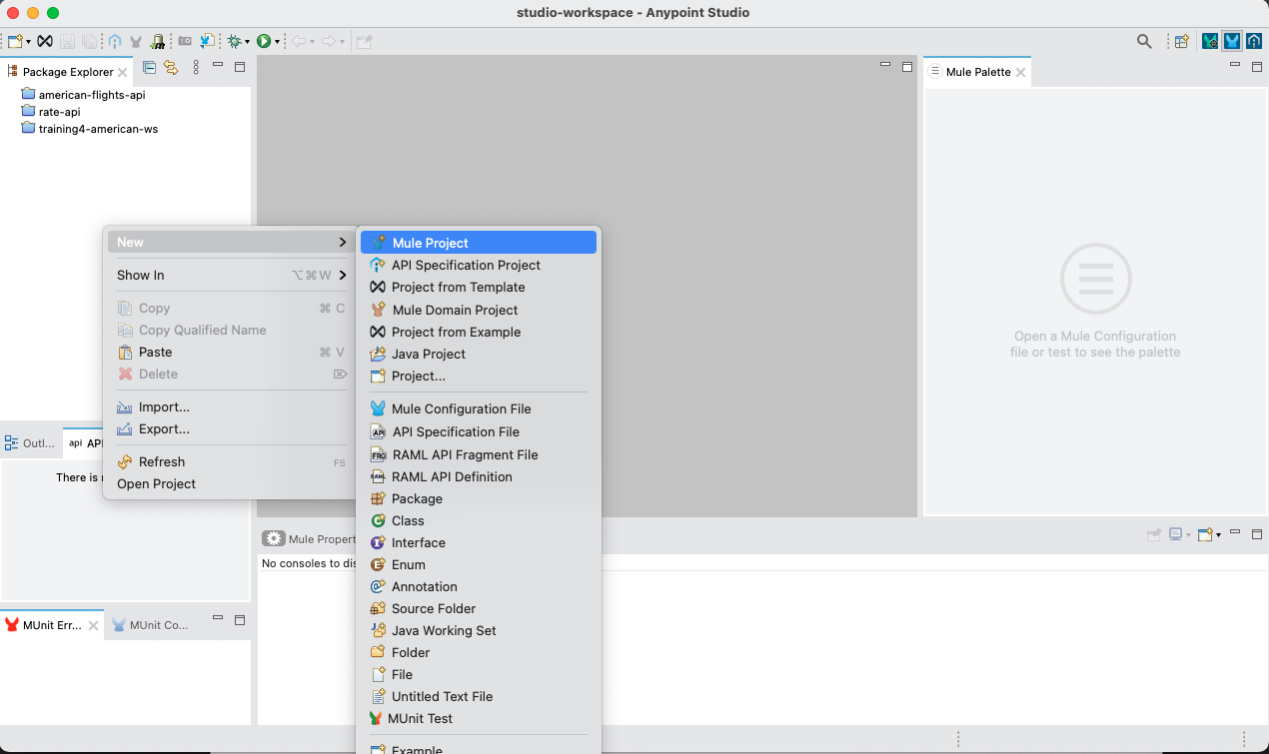 studio-workspace - Anypoint Studio
Package Explorer
Mule Palette
american-flights-api
rate-api
training4-american-ws
New
Show In ⌥⌘W
Copy ⌘ C
Copy Qualified Name
Paste ⌘ V
Delete ⌦
Import...
Export...
Refresh F5
Open Project
Mule Project
API Specification Project
Project from Template
Mule Domain Project
Project from Example
Java Project
Project...
Mule Configuration File
API Specification File
RAML API Fragment File
RAML API Definition
Package
Class
Interface
Enum
Annotation
Source Folder
Java Working Set
Folder
File
Untitled Text File
MUnit Test
Example
Open a Mule Configuration
file or test to see the palette
Outl...
api API
There is
Mule Propert
No consoles to dis
MUnit Err...
MUnit Co...